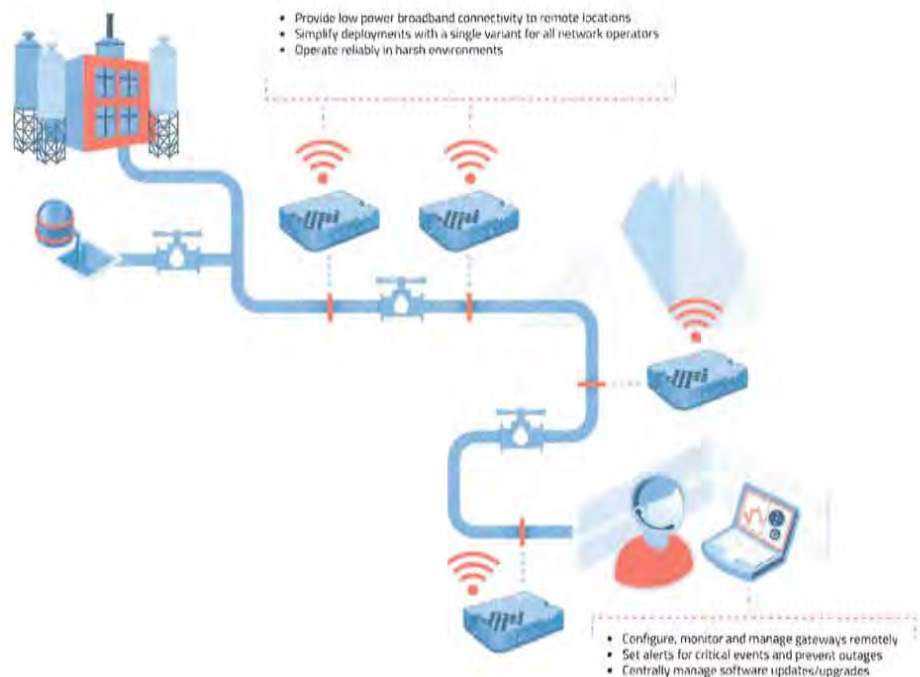 • Provide low power broadband connectivity to remote locations
• Simplify deployments with a single variant for all network operators
• Operate reliably in harsh environments
• Configure, monitor and manage gateways remotely
• Set alerts for critical events and prevent outages
• Centrally manage software updates/upgrades